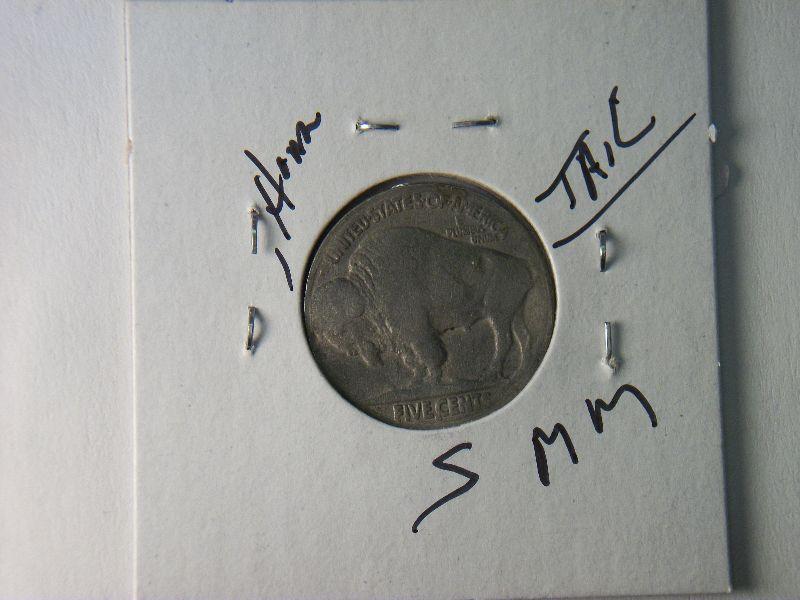 HORN
TAIL
UNITED STATES OF AMERICA
E PLURIBUS UNUM
FIVE CENTS
S MM